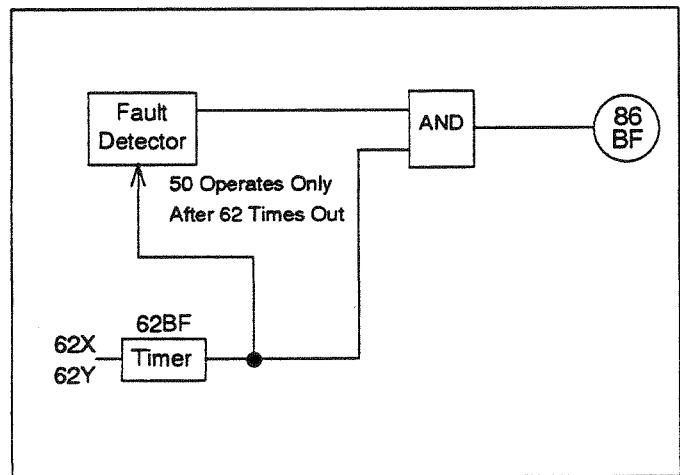 Fault
Detector
AND
86
BF
50 Operates Only
After 62 Times Out
62BF
62X
Timer
62Y